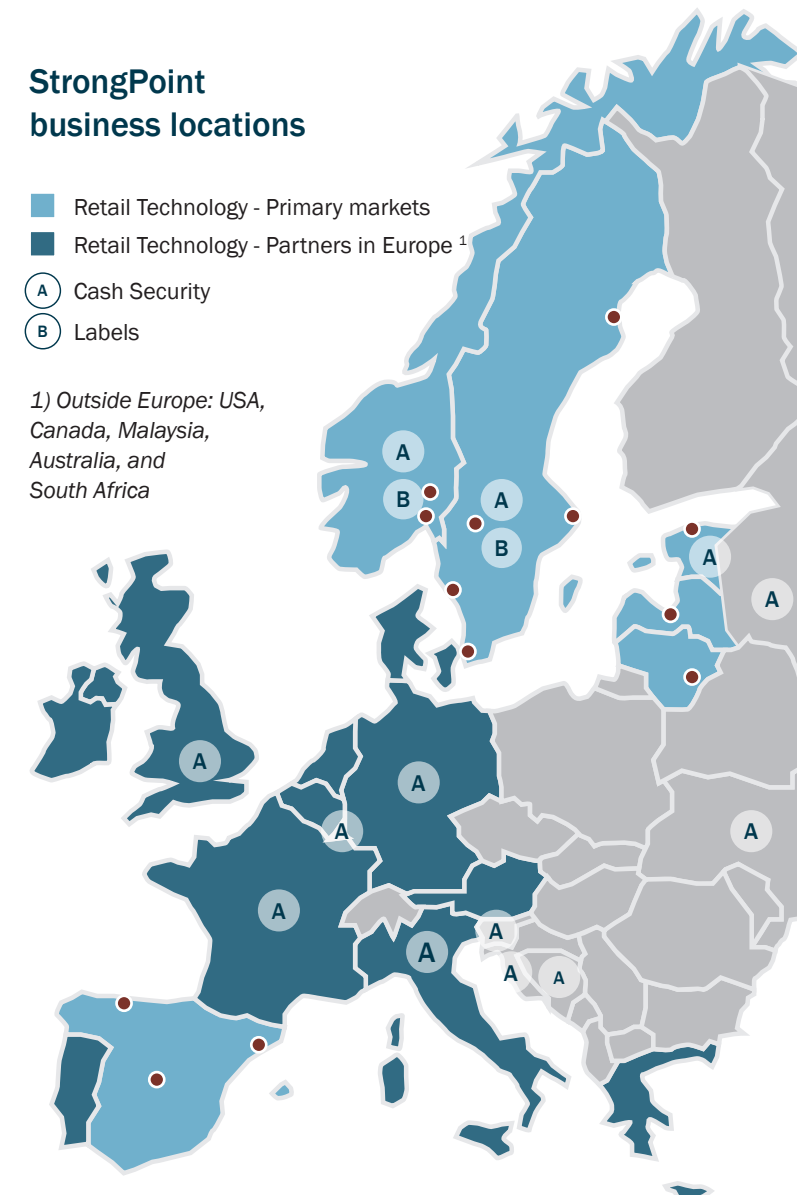 StrongPoint
business locations
Retail Technology - Primary markets
Retail Technology - Partners in Europe ¹
A Cash Security
B Labels
1) Outside Europe: USA,
Canada, Malaysia,
Australia, and
South Africa
A
B
A
B
A
A
A
A
A
A
A
A
A
A
A